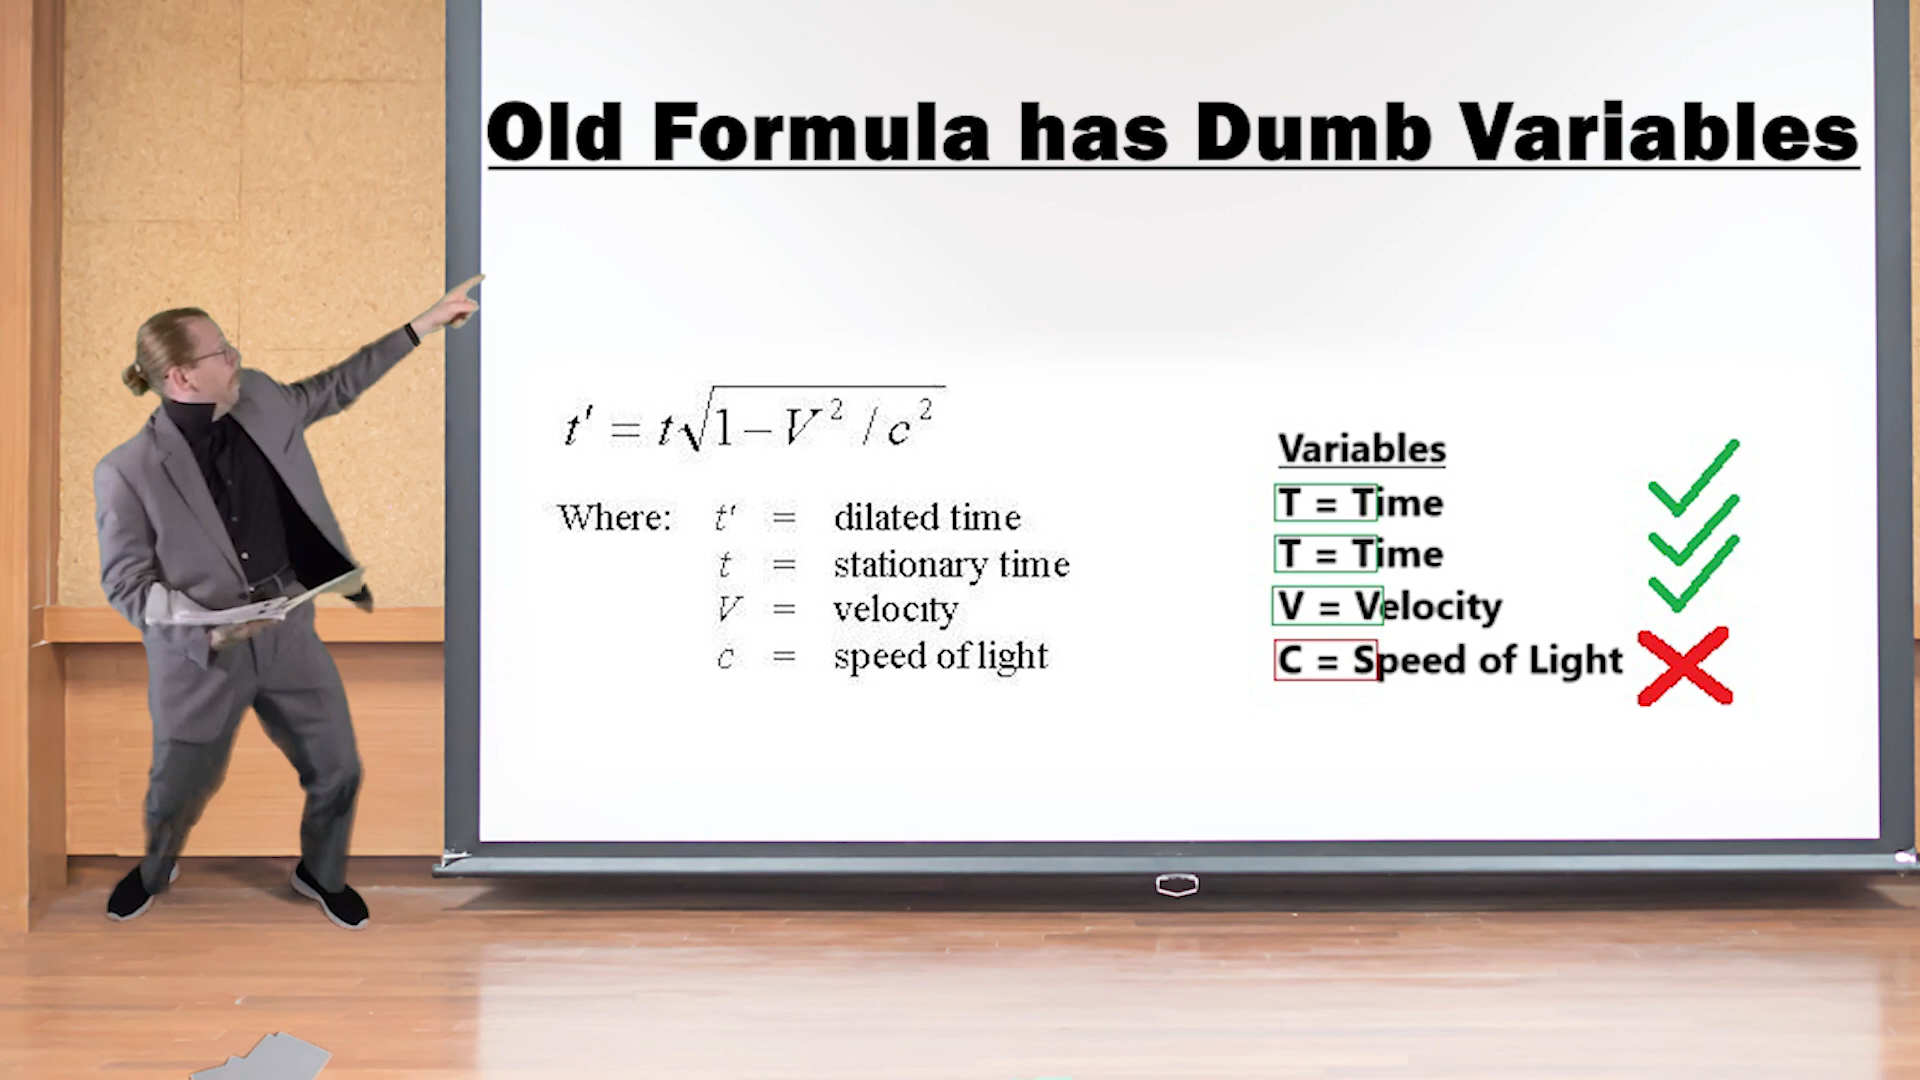 Old Formula has Dumb Variables
t' = t√1 – V² / c²
Where: t' = dilated time
t = stationary time
V = velocity
c = speed of light
Variables
T = Time
T = Time
V = Velocity
C = Speed of Light